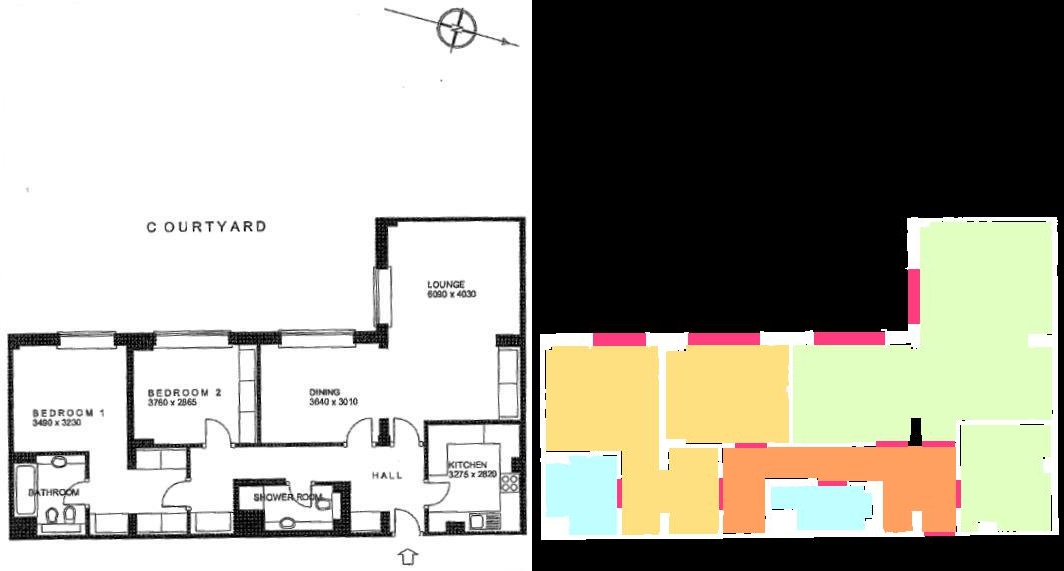 COURTYARD
LOUNGE
6090 x 4030
BEDROOM 2
3760 x 2865
DINING
3640 x 3010
BEDROOM 1
3490 x 3230
HALL
KITCHEN
3275 x 2820
BATHROOM
SHOWER ROOM